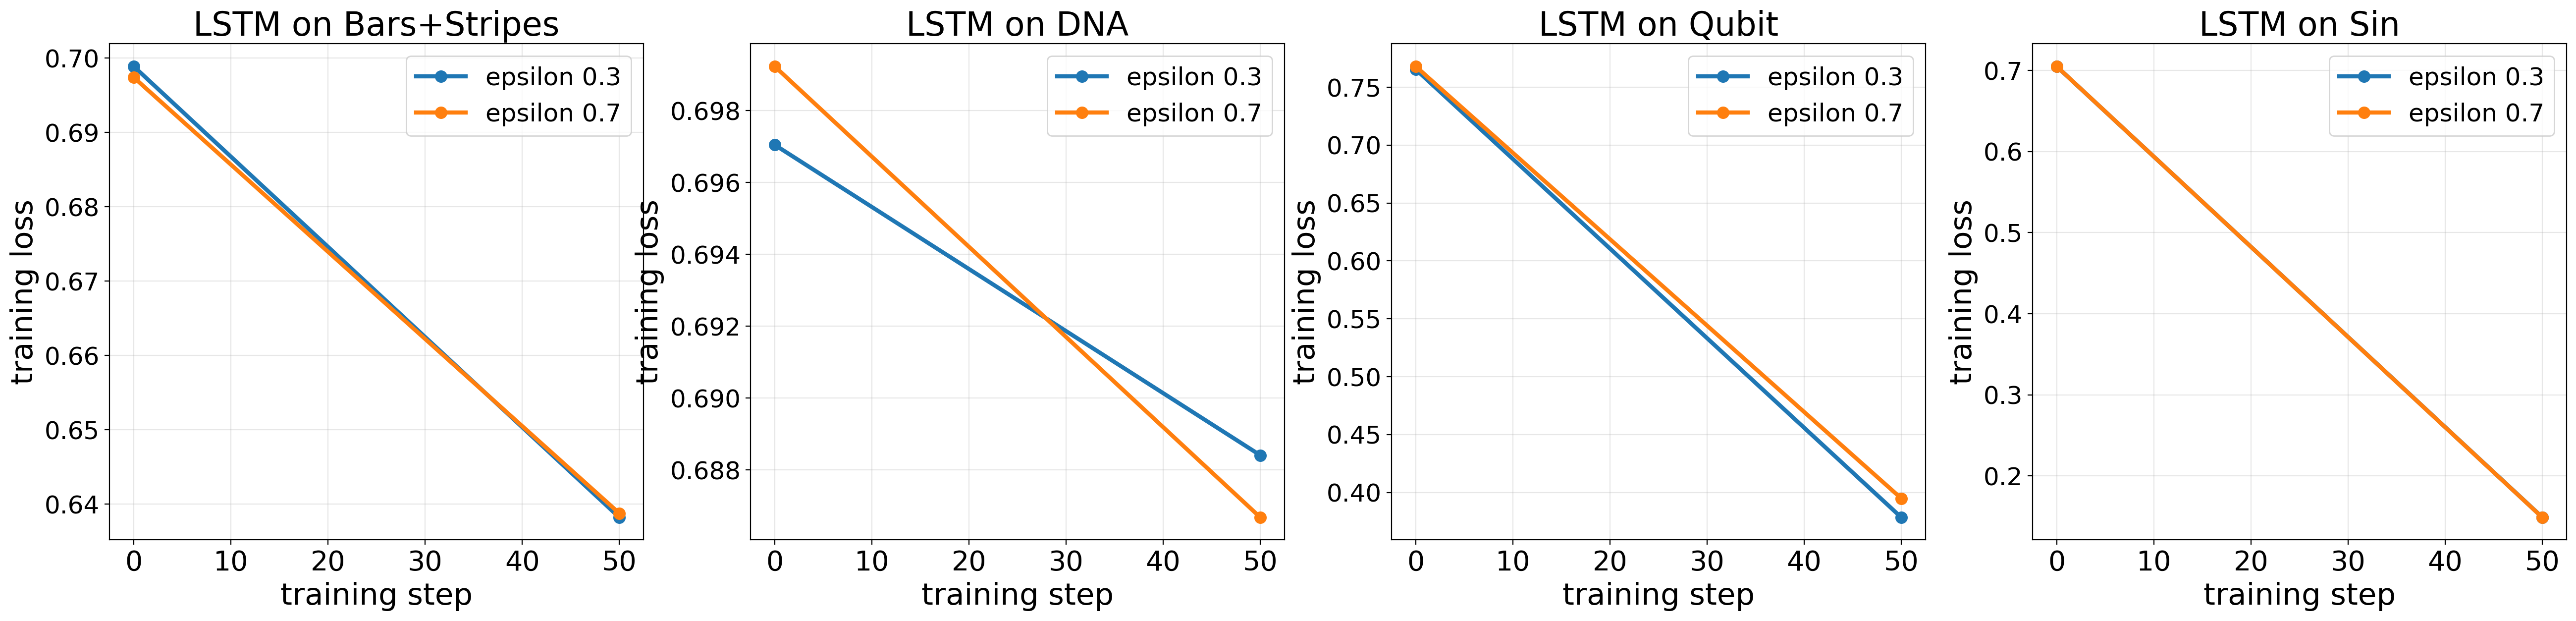 LSTM on Bars+Stripes
training loss
0.70
0.69
0.68
0.67
0.66
0.65
0.64
epsilon 0.3
epsilon 0.7
0 10 20 30 40 50
training step
LSTM on DNA
training loss
0.698
0.696
0.694
0.692
0.690
0.688
epsilon 0.3
epsilon 0.7
0 10 20 30 40 50
training step
LSTM on Qubit
training loss
0.75
0.70
0.65
0.60
0.55
0.50
0.45
0.40
epsilon 0.3
epsilon 0.7
0 10 20 30 40 50
training step
LSTM on Sin
training loss
0.7
0.6
0.5
0.4
0.3
0.2
epsilon 0.3
epsilon 0.7
0 10 20 30 40 50
training step